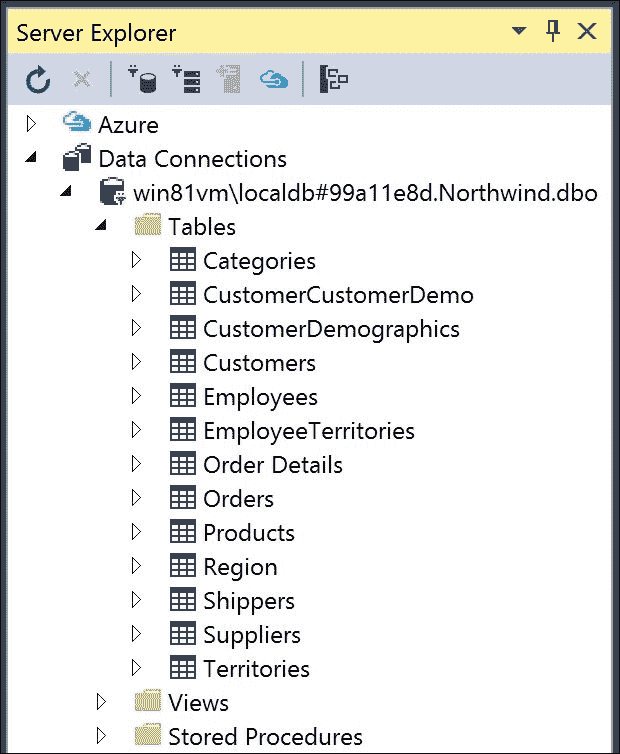 Server Explorer
Azure
Data Connections
win81vm\localdb#99a11e8d.Northwind.dbo
Tables
Categories
CustomerCustomerDemo
CustomerDemographics
Customers
Employees
EmployeeTerritories
Order Details
Orders
Products
Region
Shippers
Suppliers
Territories
Views
Stored Procedures